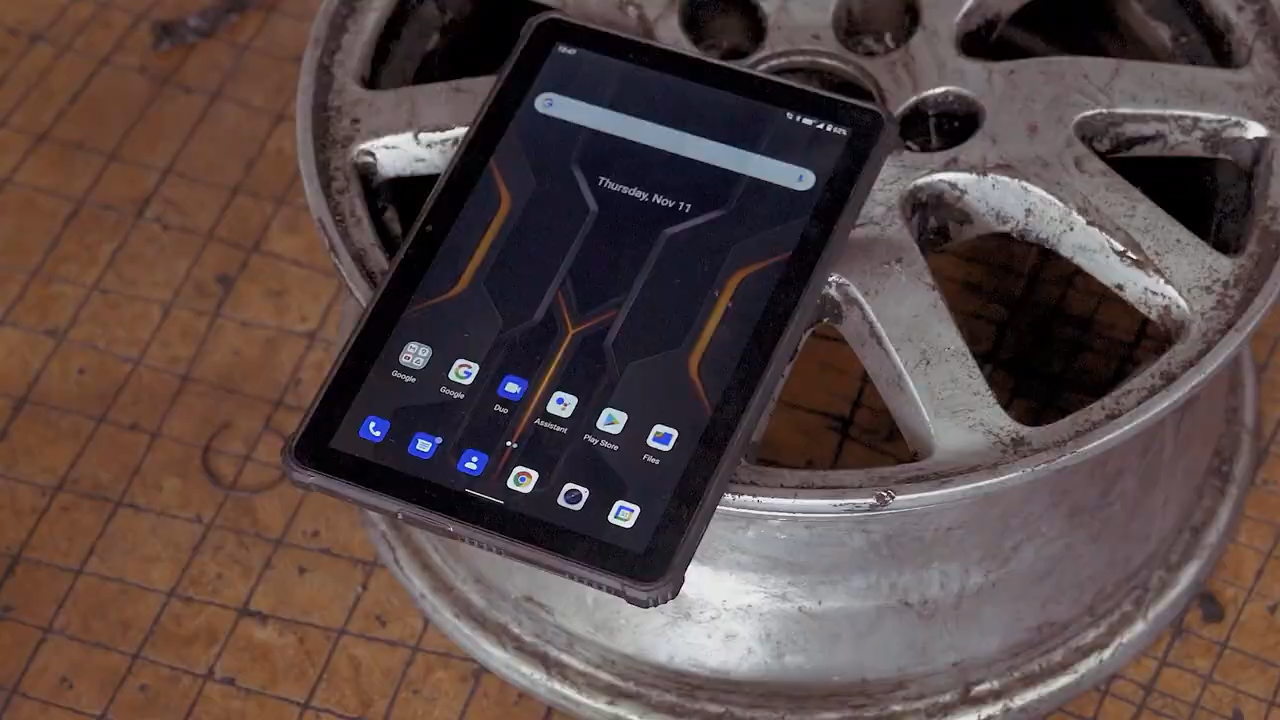 Thursday, Nov 11
Google
Google
Duo
Assistant
Play Store
Files